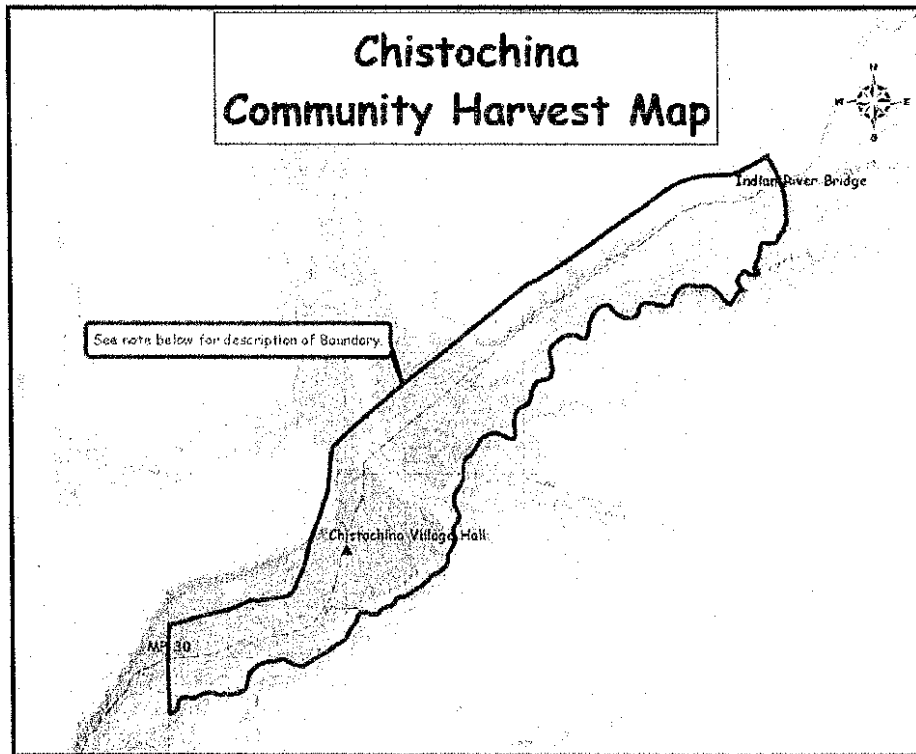 Chistochina
Community Harvest Map
N
W E
S
Indian River Bridge
See note below for description of Boundary.
Chistochina Village Hall
MP 30